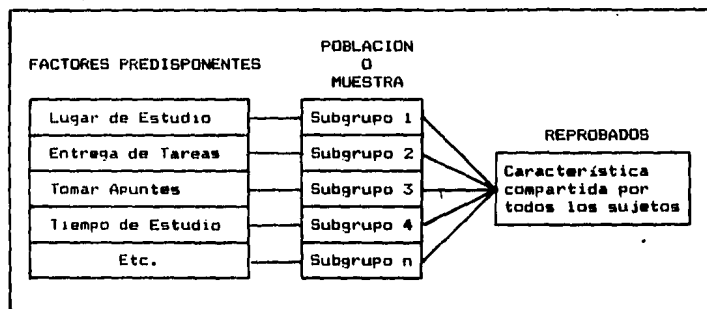 FACTORES PREDISPONENTES
POBLACION
O
MUESTRA
Lugar de Estudio
Entrega de Tareas
Tomar Apuntes
Tiempo de Estudio
Etc.
Subgrupo 1
Subgrupo 2
Subgrupo 3
Subgrupo 4
Subgrupo n
REPROBADOS
Característica
compartida por
todos los sujetos